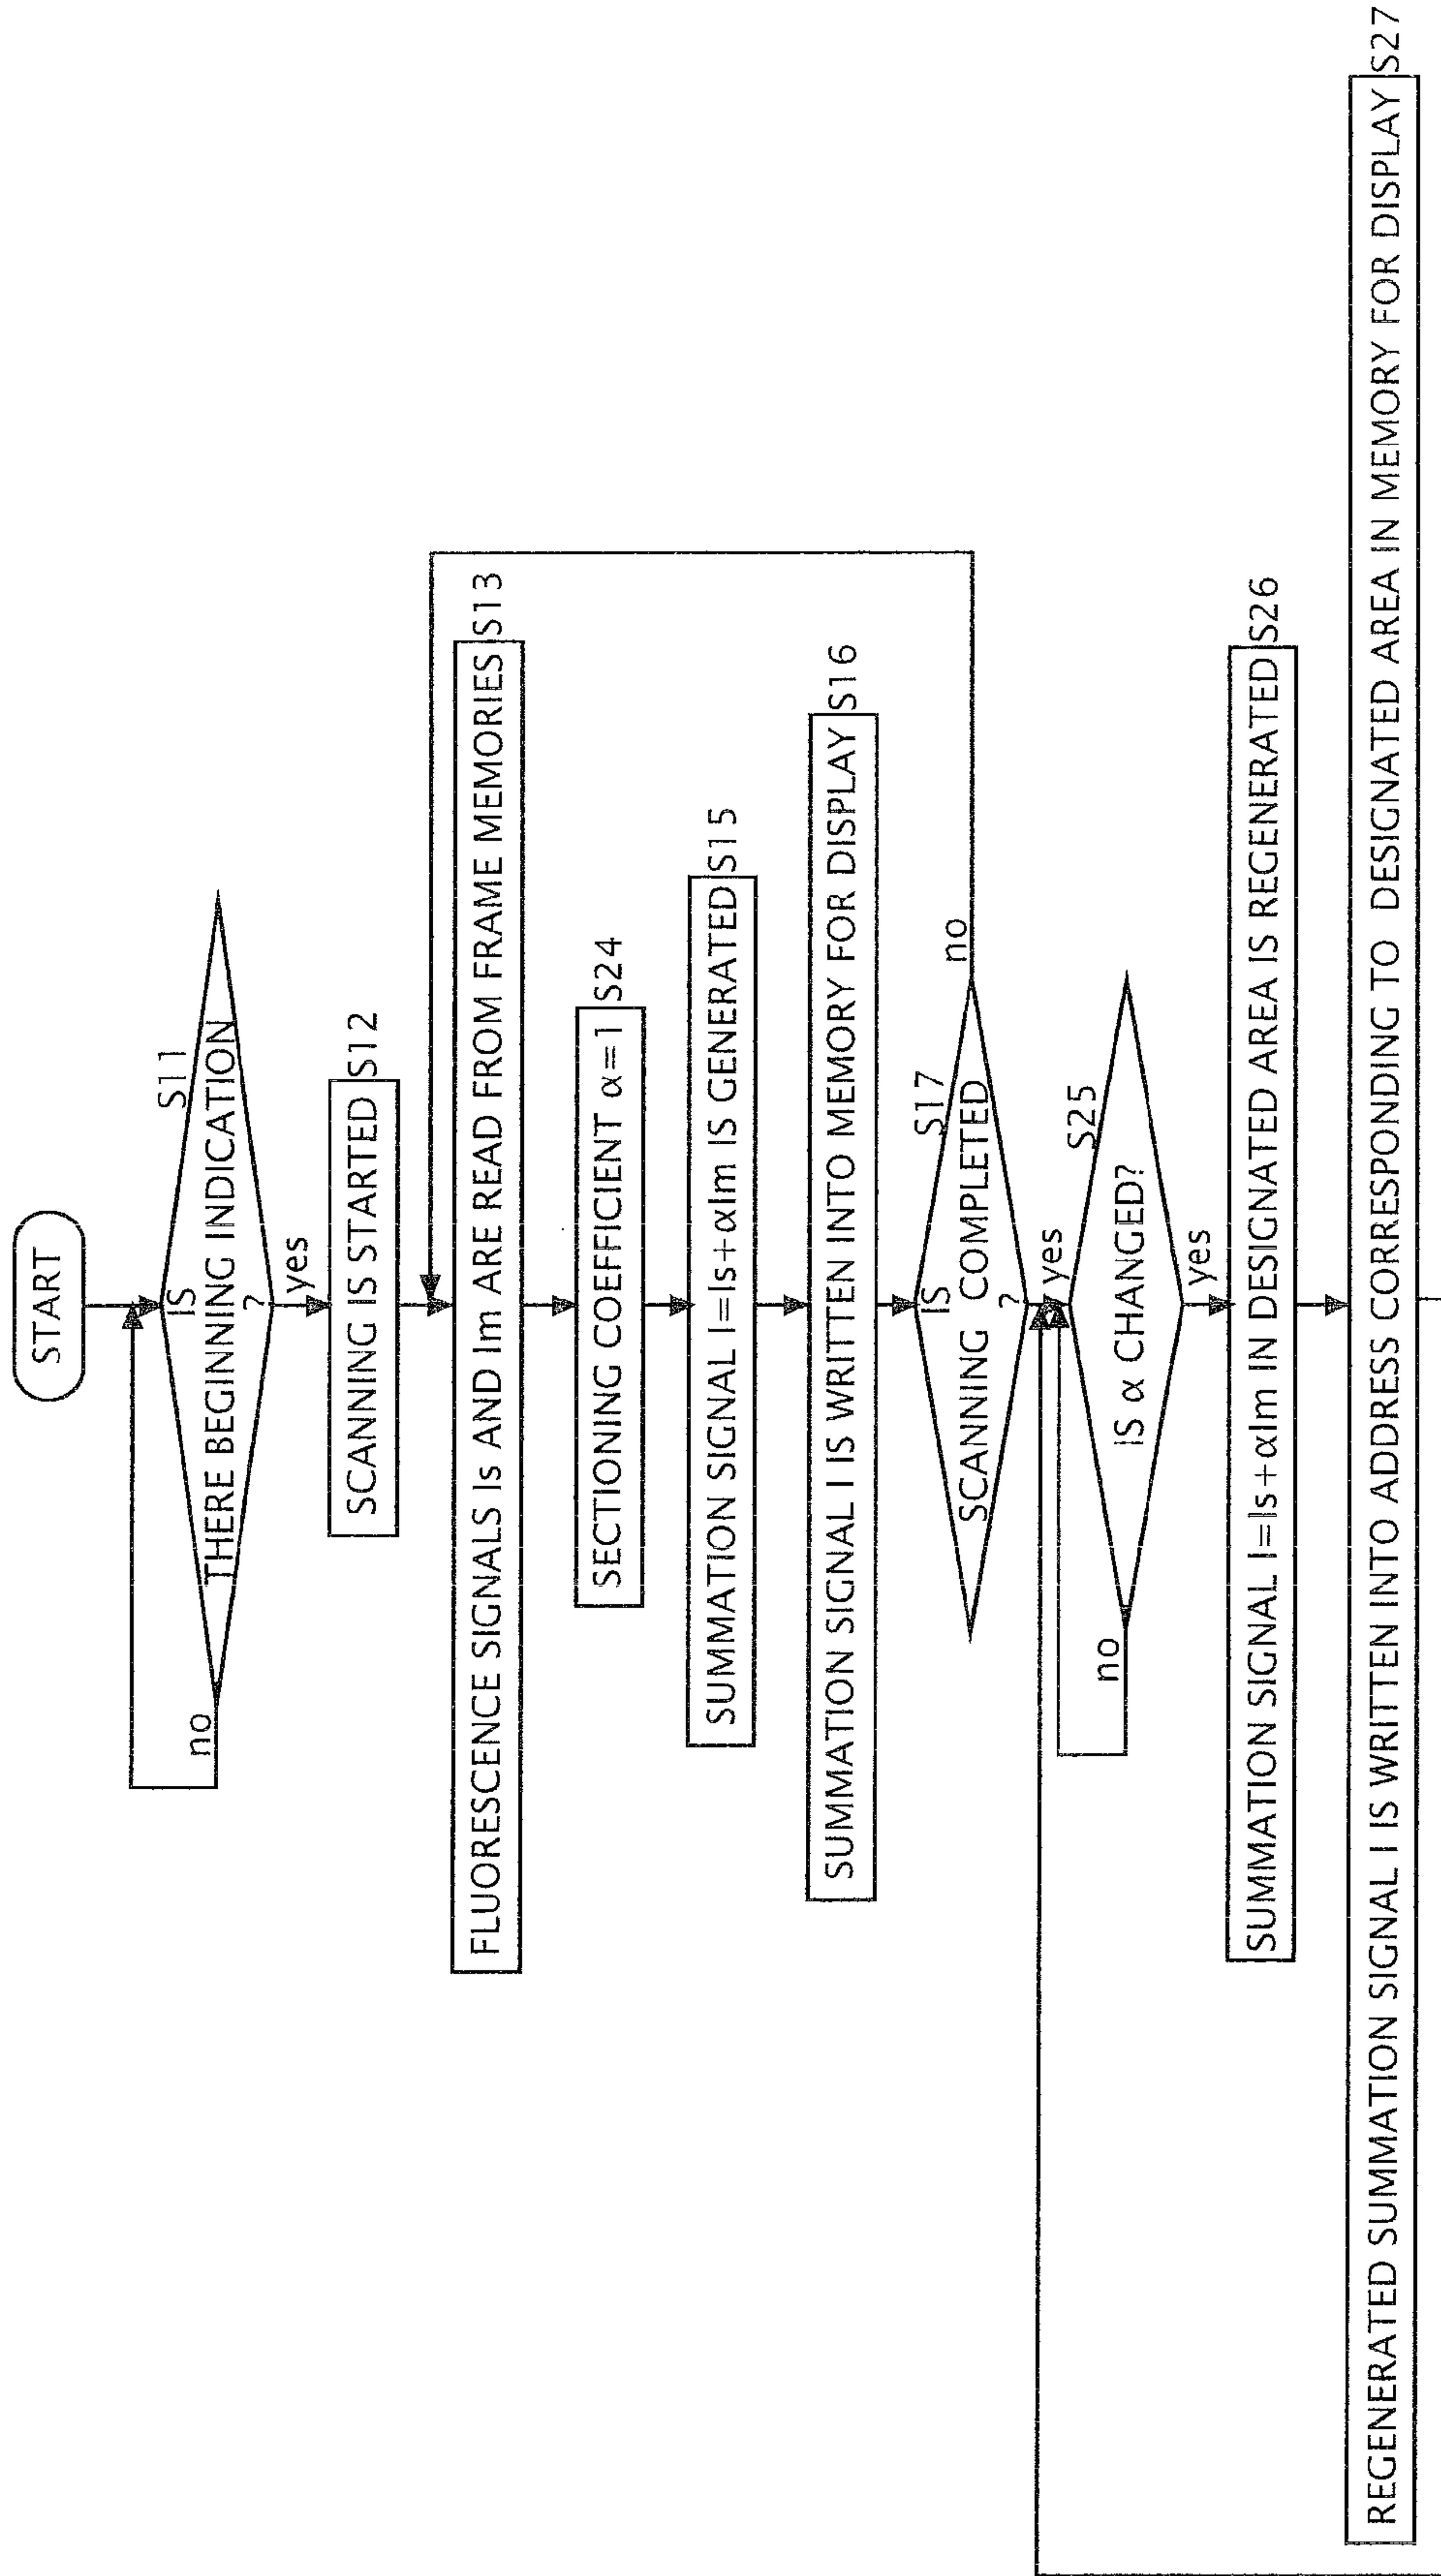 START
S11
IS
THERE BEGINNING INDICATION
?
no
yes
SCANNING IS STARTED S12
FLUORESCENCE SIGNALS Is AND Im ARE READ FROM FRAME MEMORIES S13
SECTIONING COEFFICIENT α=1 S24
SUMMATION SIGNAL I=Is+αIm IS GENERATED S15
SUMMATION SIGNAL I IS WRITTEN INTO MEMORY FOR DISPLAY S16
S17
IS
SCANNING COMPLETED
?
no
yes
S25
IS α CHANGED?
no
yes
SUMMATION SIGNAL I=Is+αIm IN DESIGNATED AREA IS REGENERATED S26
REGENERATED SUMMATION SIGNAL I IS WRITTEN INTO ADDRESS CORRESPONDING TO DESIGNATED AREA IN MEMORY FOR DISPLAY S27